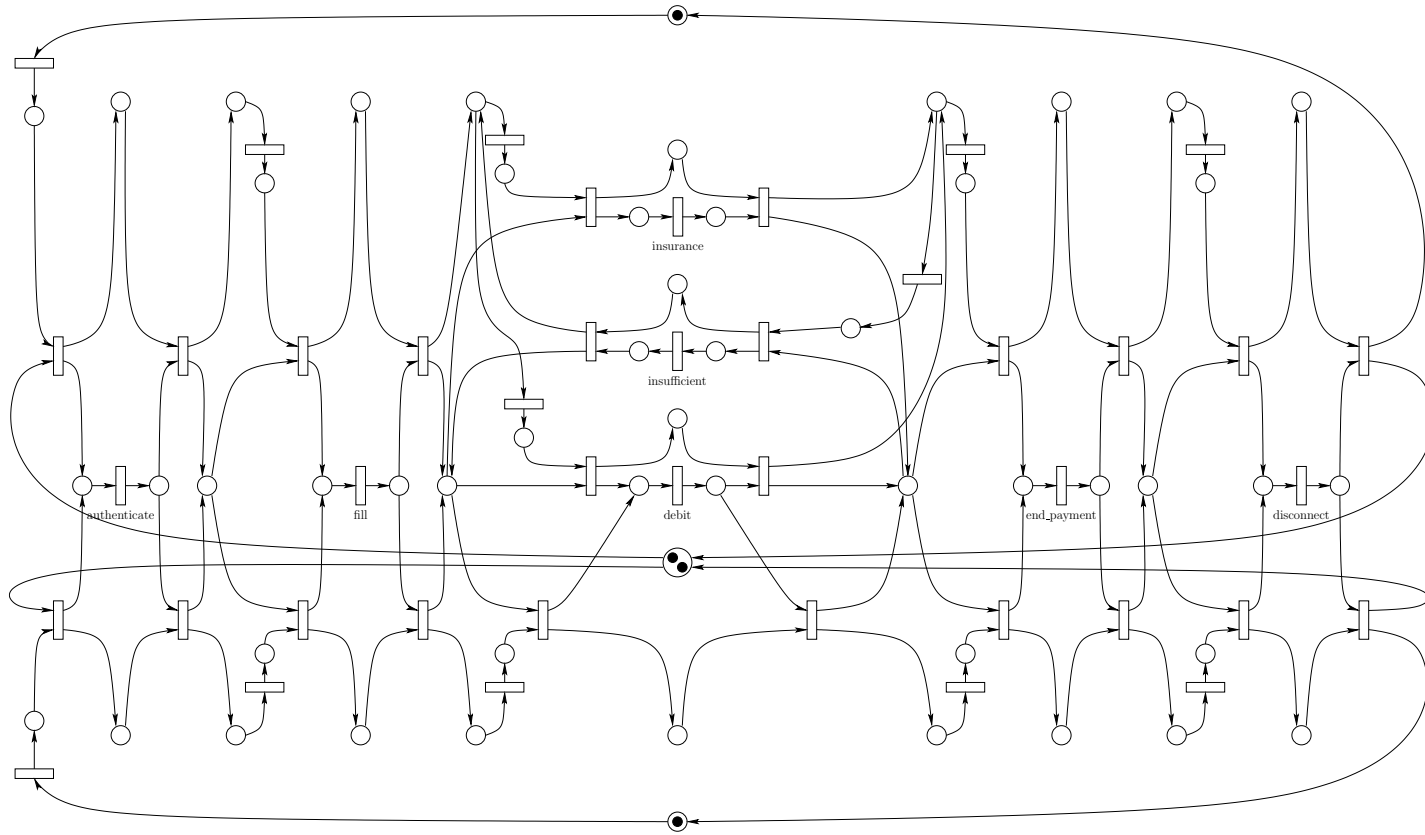 insurance
insufficient
authenticate
fill
debit
end_payment
disconnect